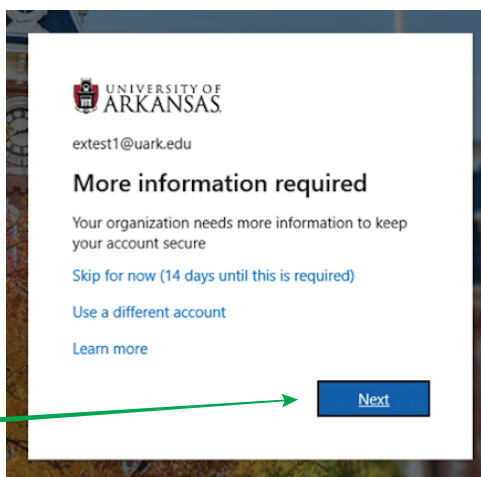 UNIVERSITY OF
ARKANSAS
extest1@uark.edu
More information required
Your organization needs more information to keep
your account secure
Skip for now (14 days until this is required)
Use a different account
Learn more
Next